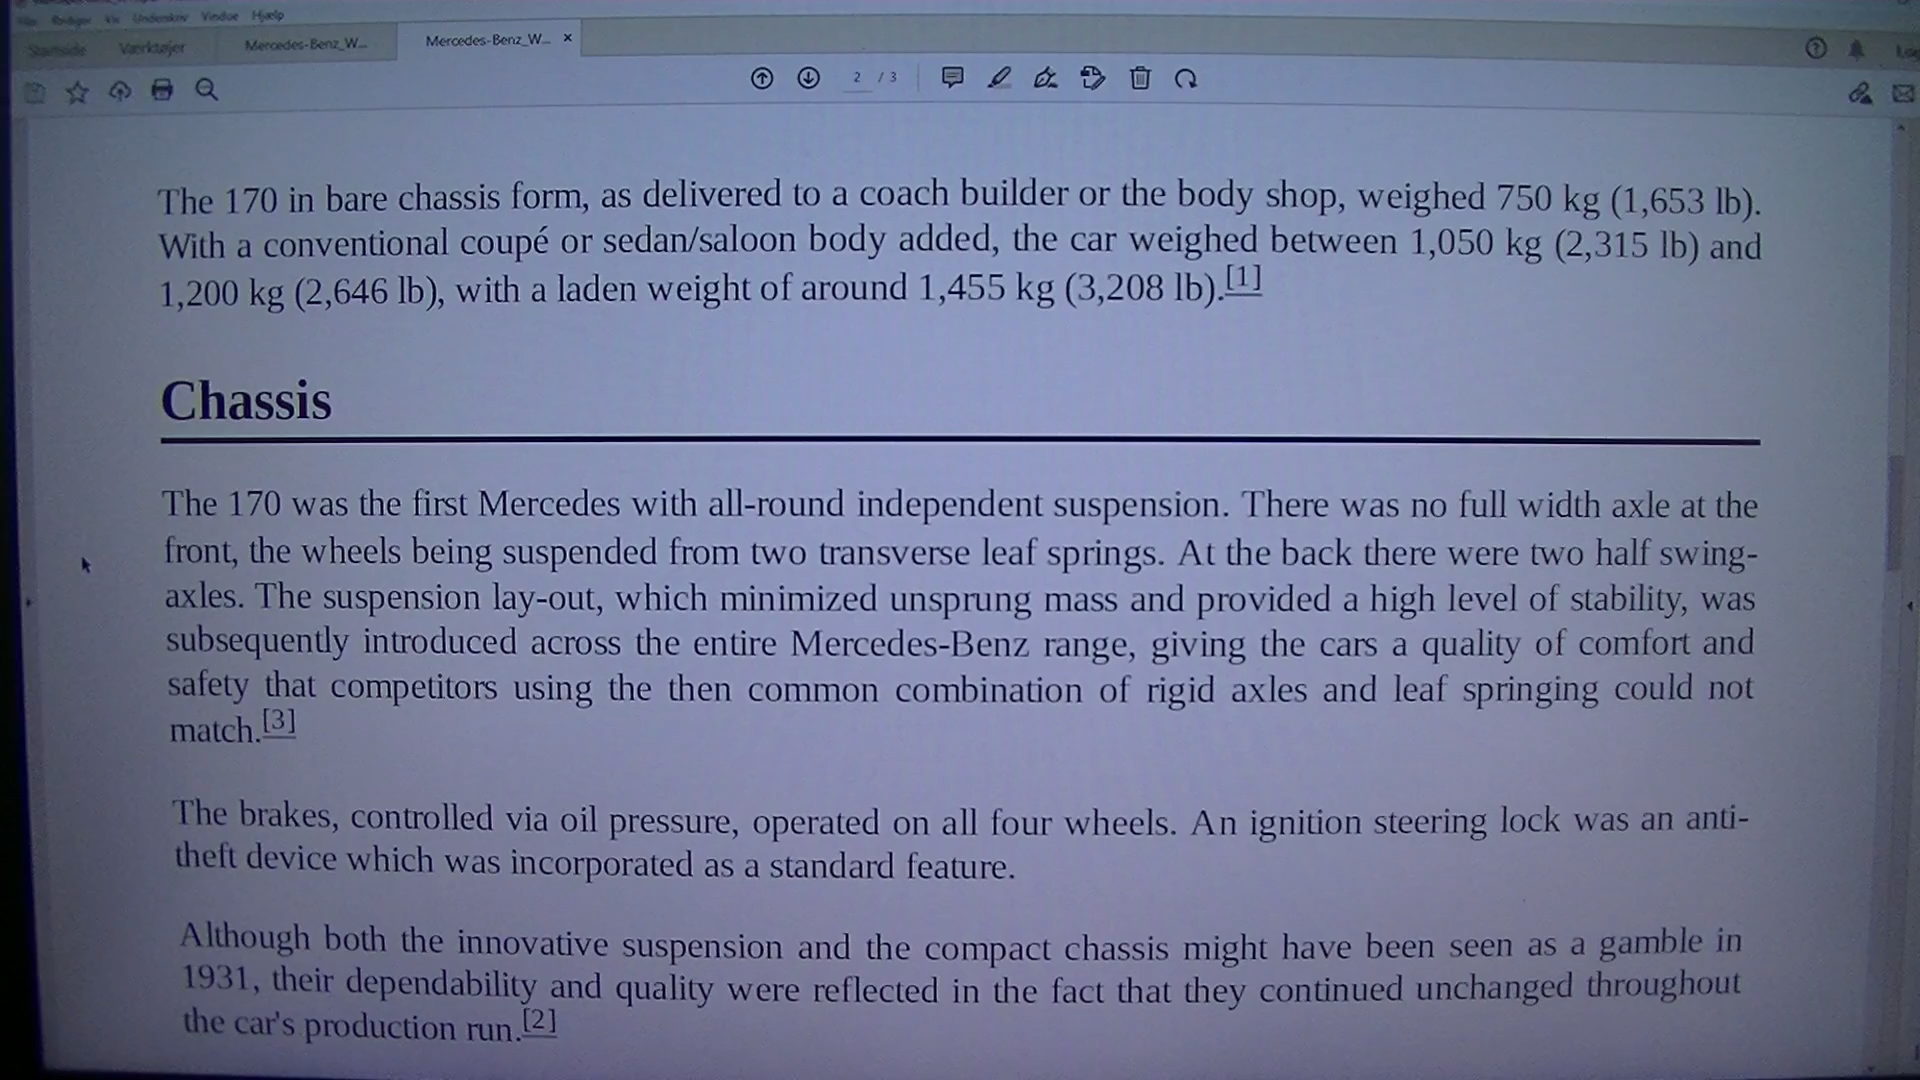 Rediger Vis Underskriv Vindue Hjælp
Startside Værktøjer Mercedes-Benz_W... Mercedes-Benz_W... ×
2 / 3
The 170 in bare chassis form, as delivered to a coach builder or the body shop, weighed 750 kg (1,653 lb).
With a conventional coupé or sedan/saloon body added, the car weighed between 1,050 kg (2,315 lb) and
1,200 kg (2,646 lb), with a laden weight of around 1,455 kg (3,208 lb).[1]
Chassis
The 170 was the first Mercedes with all-round independent suspension. There was no full width axle at the
front, the wheels being suspended from two transverse leaf springs. At the back there were two half swing-
axles. The suspension lay-out, which minimized unsprung mass and provided a high level of stability, was
subsequently introduced across the entire Mercedes-Benz range, giving the cars a quality of comfort and
safety that competitors using the then common combination of rigid axles and leaf springing could not
match.[3]
The brakes, controlled via oil pressure, operated on all four wheels. An ignition steering lock was an anti-
theft device which was incorporated as a standard feature.
Although both the innovative suspension and the compact chassis might have been seen as a gamble in
1931, their dependability and quality were reflected in the fact that they continued unchanged throughout
the car's production run.[2]